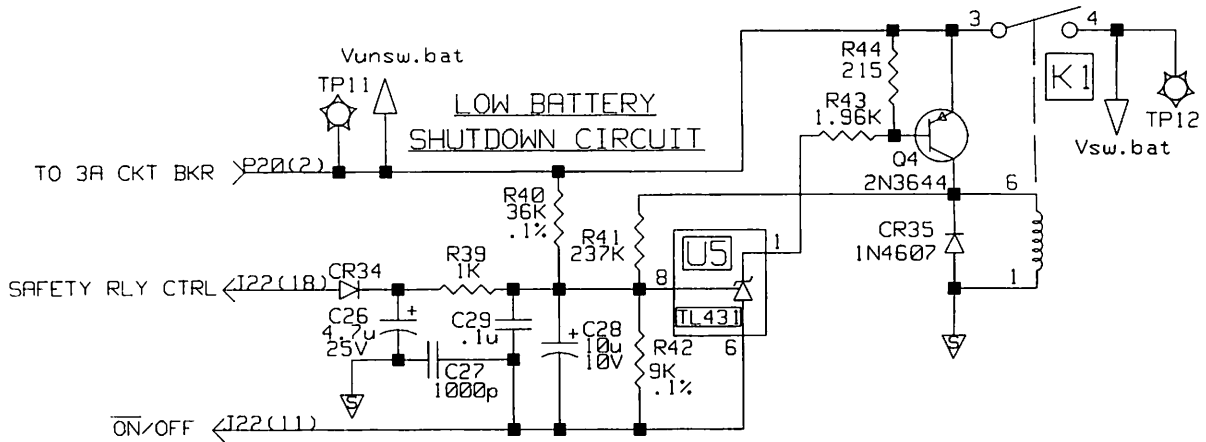 3
4
R44
215
K1
Vunsw.bat
TP11
LOW BATTERY
SHUTDOWN CIRCUIT
R43
1.96K
TP12
Vsw.bat
TO 3A CKT BKR
P20(2)
Q4
2N3644
6
R40
36K
.1%
R41
237K
U5
1
CR35
1N4607
R39
1K
8
1
SAFETY RLY CTRL
J22(18)
CR34
TL431
C26
4.7u
25V
+
C29
.1u
+
C28
10u
10V
R42
9K
.1%
6
C27
1000p
S
S
ON/OFF
J22(11)